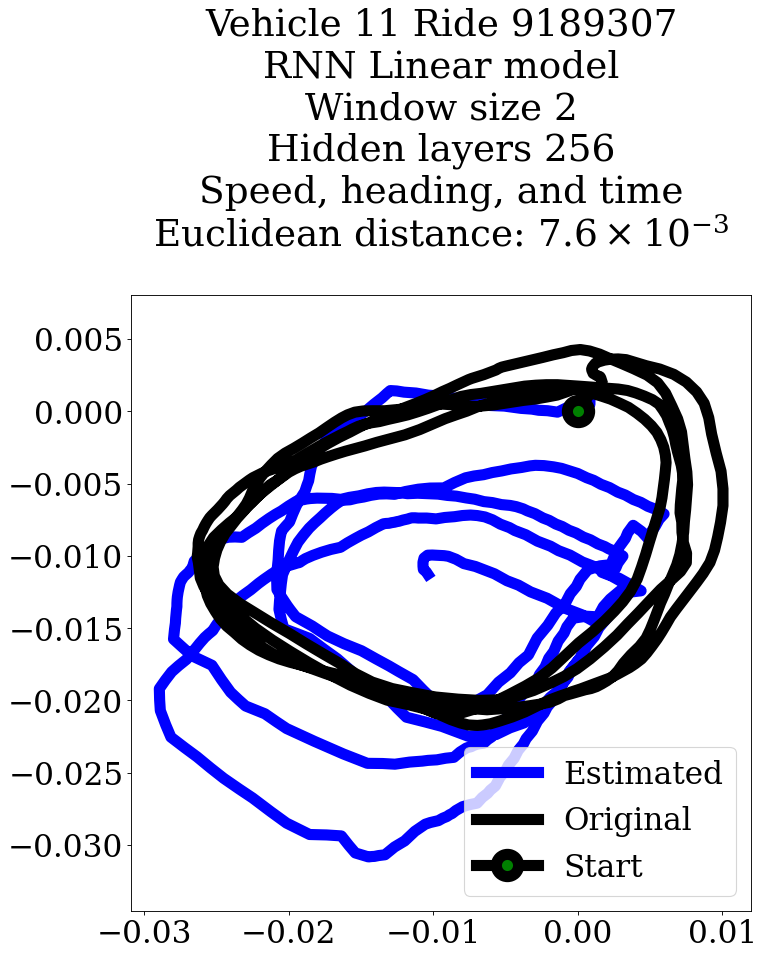 Vehicle 11 Ride 9189307
RNN Linear model
Window size 2
Hidden layers 256
Speed, heading, and time
Euclidean distance: 7.6 × 10⁻³
0.005
0.000
−0.005
−0.010
−0.015
−0.020
−0.025
−0.030
Estimated
Original
Start
−0.03 −0.02 −0.01 0.00 0.01